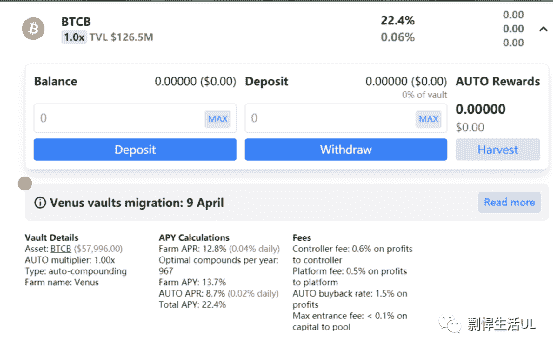 BTCB
1.0x TVL $126.5M
22.4%
0.06%
0.00
0.00
0.00
Balance 0.00000 ($0.00)
0 MAX
Deposit
Deposit 0.00000 ($0.00)
0% of vault
0 MAX
Withdraw
AUTO Rewards
0.00000
$0.00
Harvest
Venus vaults migration: 9 April
Read more
Vault Details
Asset: BTCB ($57,996.00)
AUTO multiplier: 1.00x
Type: auto-compounding
Farm name: Venus
APY Calculations
Farm APR: 12.8% (0.04% daily)
Optimal compounds per year:
967
Farm APY: 13.7%
AUTO APR: 8.7% (0.02% daily)
Total APY: 22.4%
Fees
Controller fee: 0.6% on profits
to controller
Platform fee: 0.5% on profits
to platform
AUTO buyback rate: 1.5% on
profits
Max entrance fee: < 0.1% on
capital to pool
剽悍生活UL